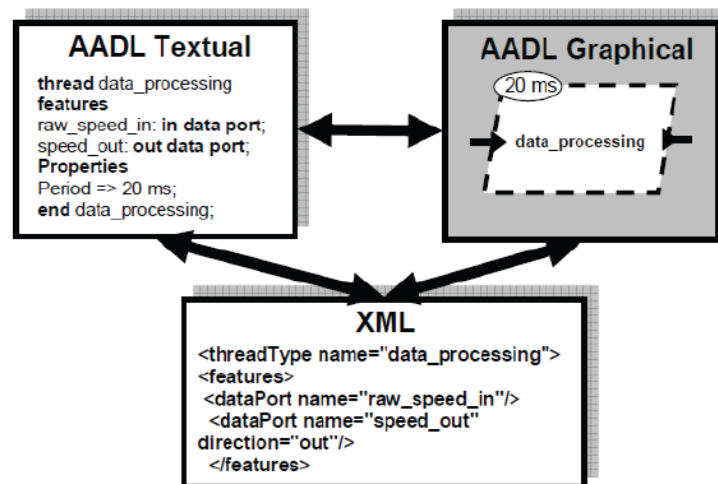 AADL Textual
thread data_processing
features
raw_speed_in: in data port;
speed_out: out data port;
Properties
Period => 20 ms;
end data_processing;
AADL Graphical
20 ms
data_processing
XML
<threadType name="data_processing">
<features>
<dataPort name="raw_speed_in"/>
<dataPort name="speed_out"
direction="out"/>
</features>